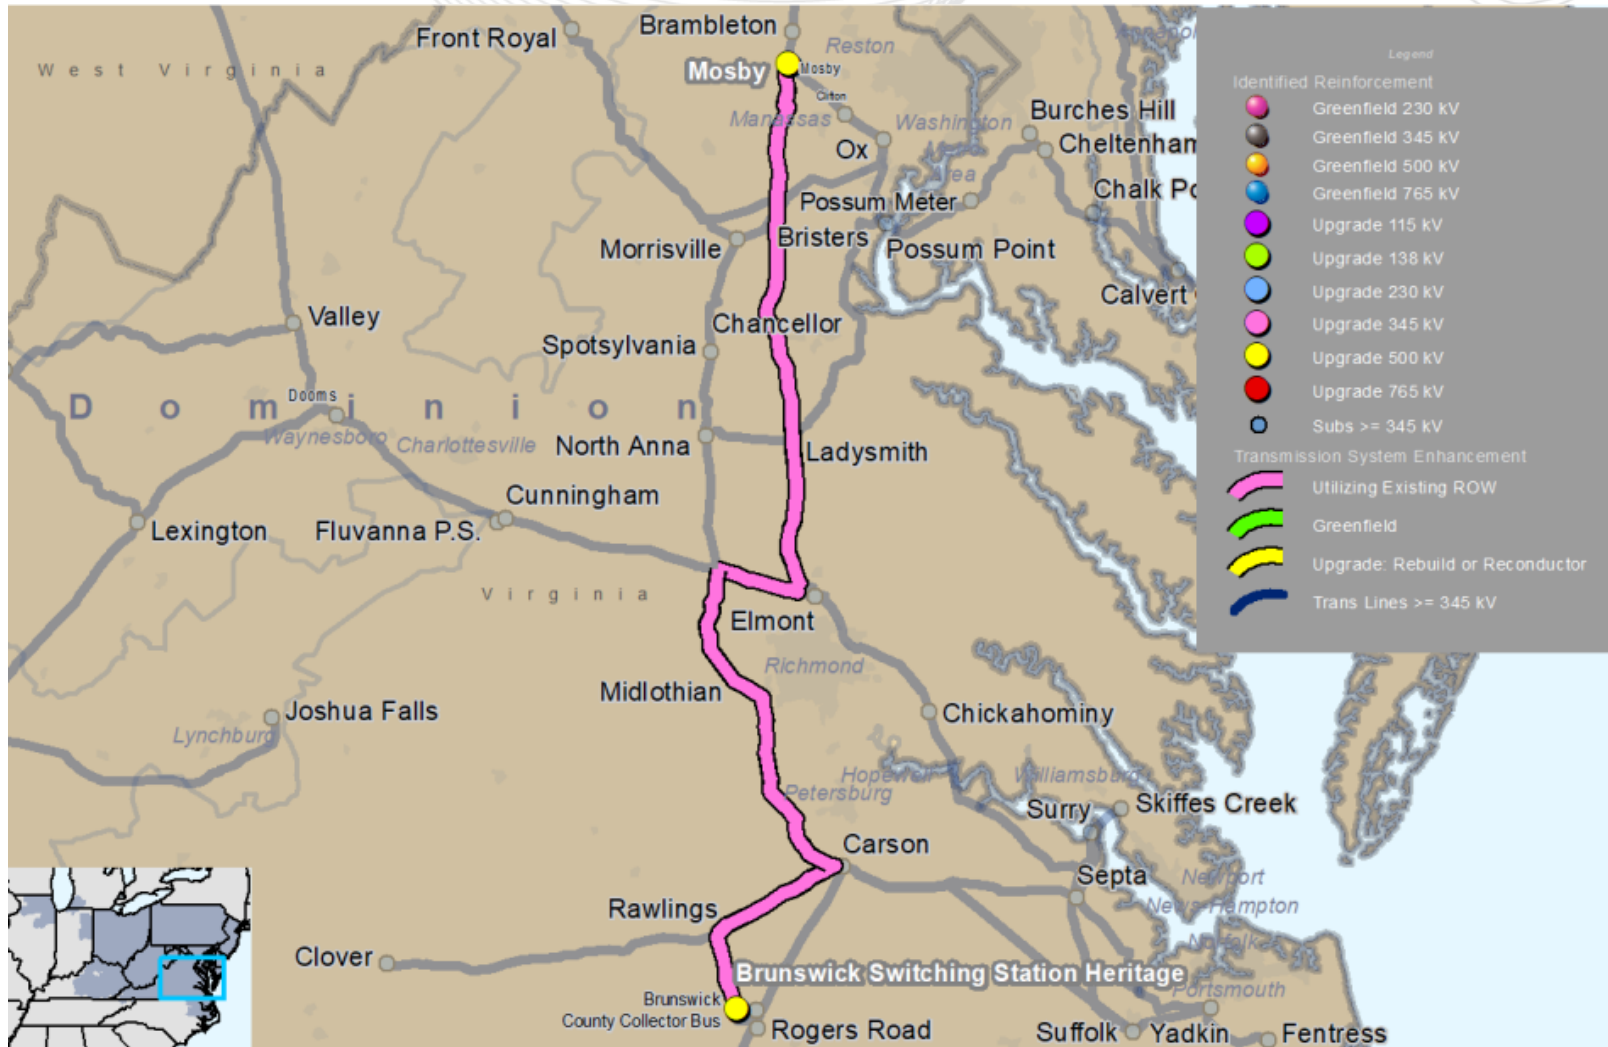 Front Royal
Brambleton
Reston
Mosby
Mosby
West Virginia
Clifton
Manassas
Washington
Area
Burches Hill
Ox
Cheltenham
Chalk Po
Possum Meter
Morrisville
Bristers
Possum Point
Calvert
Valley
Chancellor
Spotsylvania
Dominion
Dooms
Waynesboro
Charlottesville
North Anna
Ladysmith
Cunningham
Lexington
Fluvanna P.S.
Virginia
Elmont
Richmond
Midlothian
Joshua Falls
Lynchburg
Chickahominy
Hopewell
Williamsburg
Petersburg
Surry
Skiffes Creek
Carson
Septa
Newport
News-Hampton
Norfolk
Rawlings
Clover
Brunswick Switching Station Heritage
Portsmouth
Brunswick
County Collector Bus
Rogers Road
Suffolk
Yadkin
Fentress
Legend
Identified Reinforcement
Greenfield 230 kV
Greenfield 345 kV
Greenfield 500 kV
Greenfield 765 kV
Upgrade 115 kV
Upgrade 138 kV
Upgrade 230 kV
Upgrade 345 kV
Upgrade 500 kV
Upgrade 765 kV
Subs >= 345 kV
Transmission System Enhancement
Utilizing Existing ROW
Greenfield
Upgrade: Rebuild or Reconductor
Trans Lines >= 345 kV